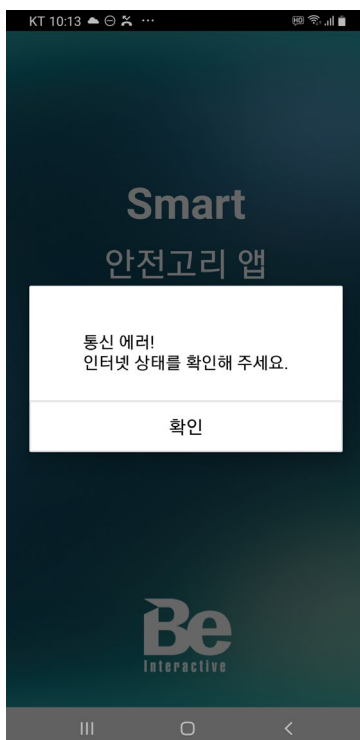 KT 10:13
HD
Smart
안전고리 앱
통신 에러!
인터넷 상태를 확인해 주세요.
확인
Be
Interactive